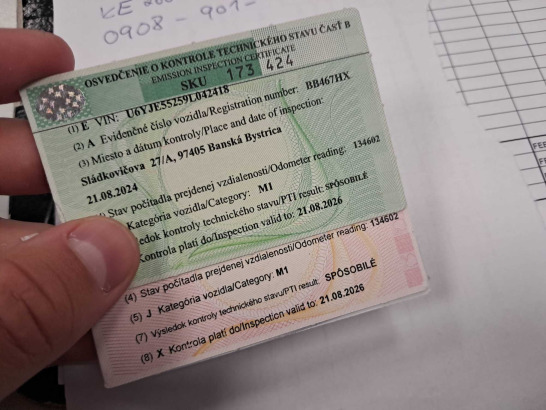 KE
0908 - 901-
OSVEDČENIE O KONTROLE TECHNICKÉHO STAVU ČASŤ B
EMISSION INSPECTION CERTIFICATE
SKU 173 424
(1) E VIN: U6YJE55259L042418
(2) A Evidenčné číslo vozidla/Registration number: BB467HX
(3) Miesto a dátum kontroly/Place and date of inspection:
Sládkovičova 27/A, 97405 Banská Bystrica
21.08.2024
Stav počítadla prejdenej vzdialenosti/Odometer reading: 134602
Kategória vozidla/Category: M1
ledok kontroly technického stavu/PTI result: SPÔSOBILÉ
Kontrola platí do/Inspection valid to: 21.08.2026
(4) Stav počítadla prejdenej vzdialenosti/Odometer reading: 134602
(5) J Kategória vozidla/Category: M1
(7) Výsledok kontroly technického stavu/PTI result: SPÔSOBILÉ
(8) X Kontrola platí do/Inspection valid to: 21.08.2026